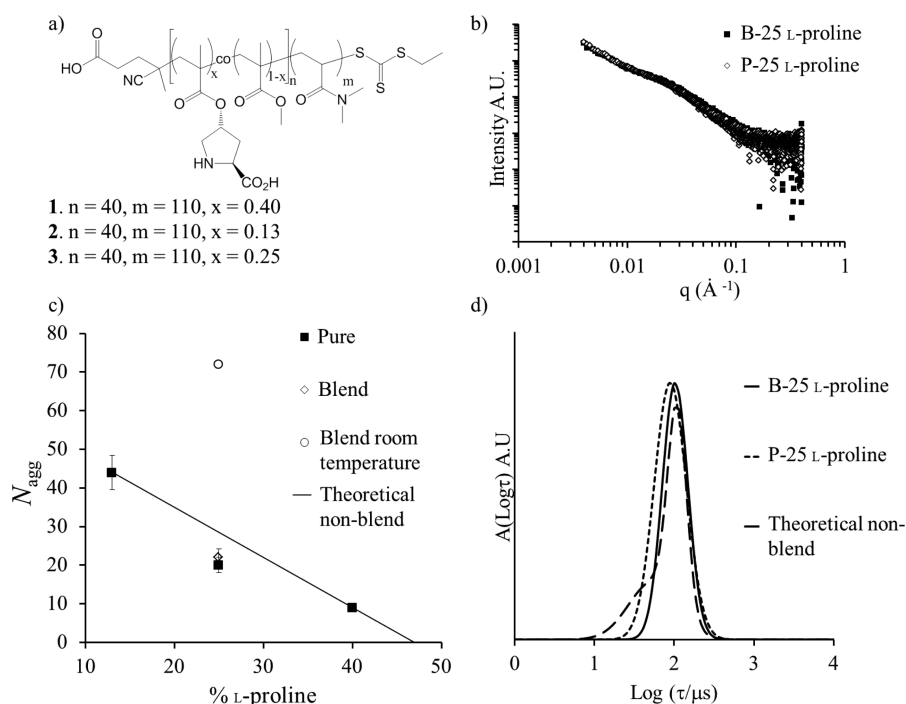 a)
O
HO
NC
x
co
1-x
n
m
S
S
S
O
O
O
O
O
N
HN
CO₂H
1. n = 40, m = 110, x = 0.40
2. n = 40, m = 110, x = 0.13
3. n = 40, m = 110, x = 0.25
b)
B-25 L-proline
P-25 L-proline
Intensity A.U.
0.001 0.01 0.1 1
q (Å ⁻¹)
c)
80
70
60
50
40
30
20
10
0
Nagg
10 20 30 40 50
% L-proline
Pure
Blend
Blend room
temperature
Theoretical
non-blend
d)
A(Logτ) A.U
0 1 2 3 4
Log (τ/μs)
B-25 L-proline
P-25 L-proline
Theoretical non-
blend